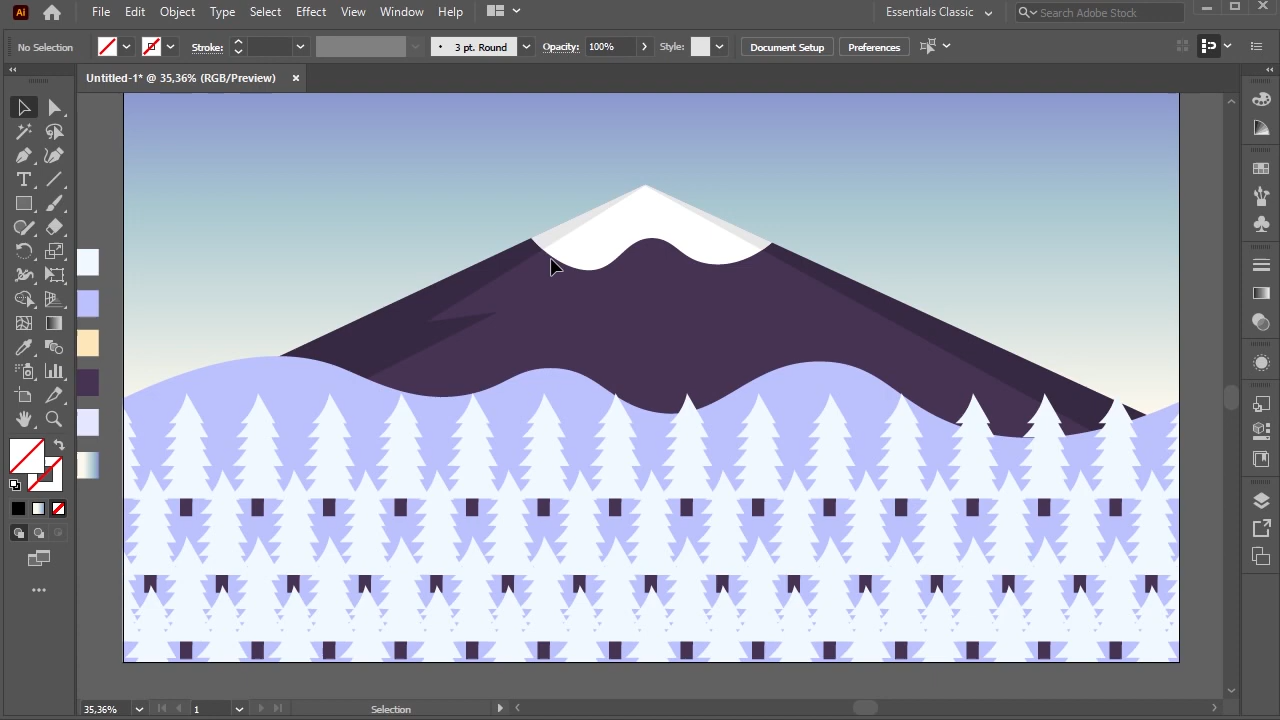 Ai File Edit Object Type Select Effect View Window Help Essentials Classic Search Adobe Stock
No Selection Stroke: 3 pt. Round Opacity: 100% Style: Document Setup Preferences
Untitled-1* @ 35,36% (RGB/Preview)
35,36% 1 Selection